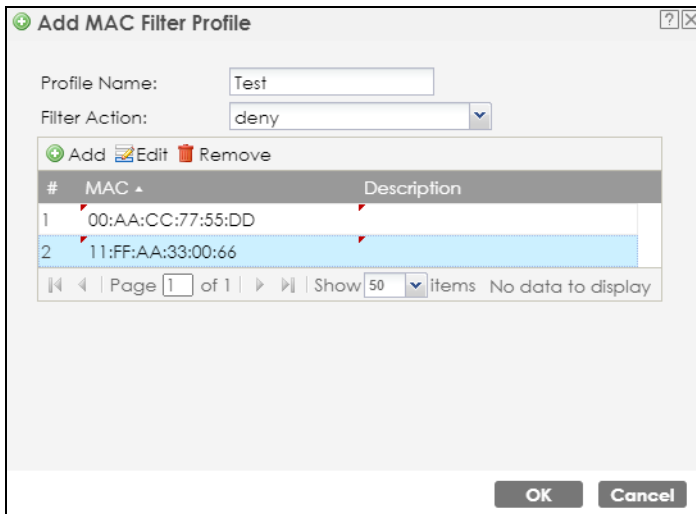 Add MAC Filter Profile
Profile Name: Test
Filter Action: deny
Add Edit Remove
# MAC Description
1 00:AA:CC:77:55:DD
2 11:FF:AA:33:00:66
Page 1 of 1 Show 50 items No data to display
OK Cancel